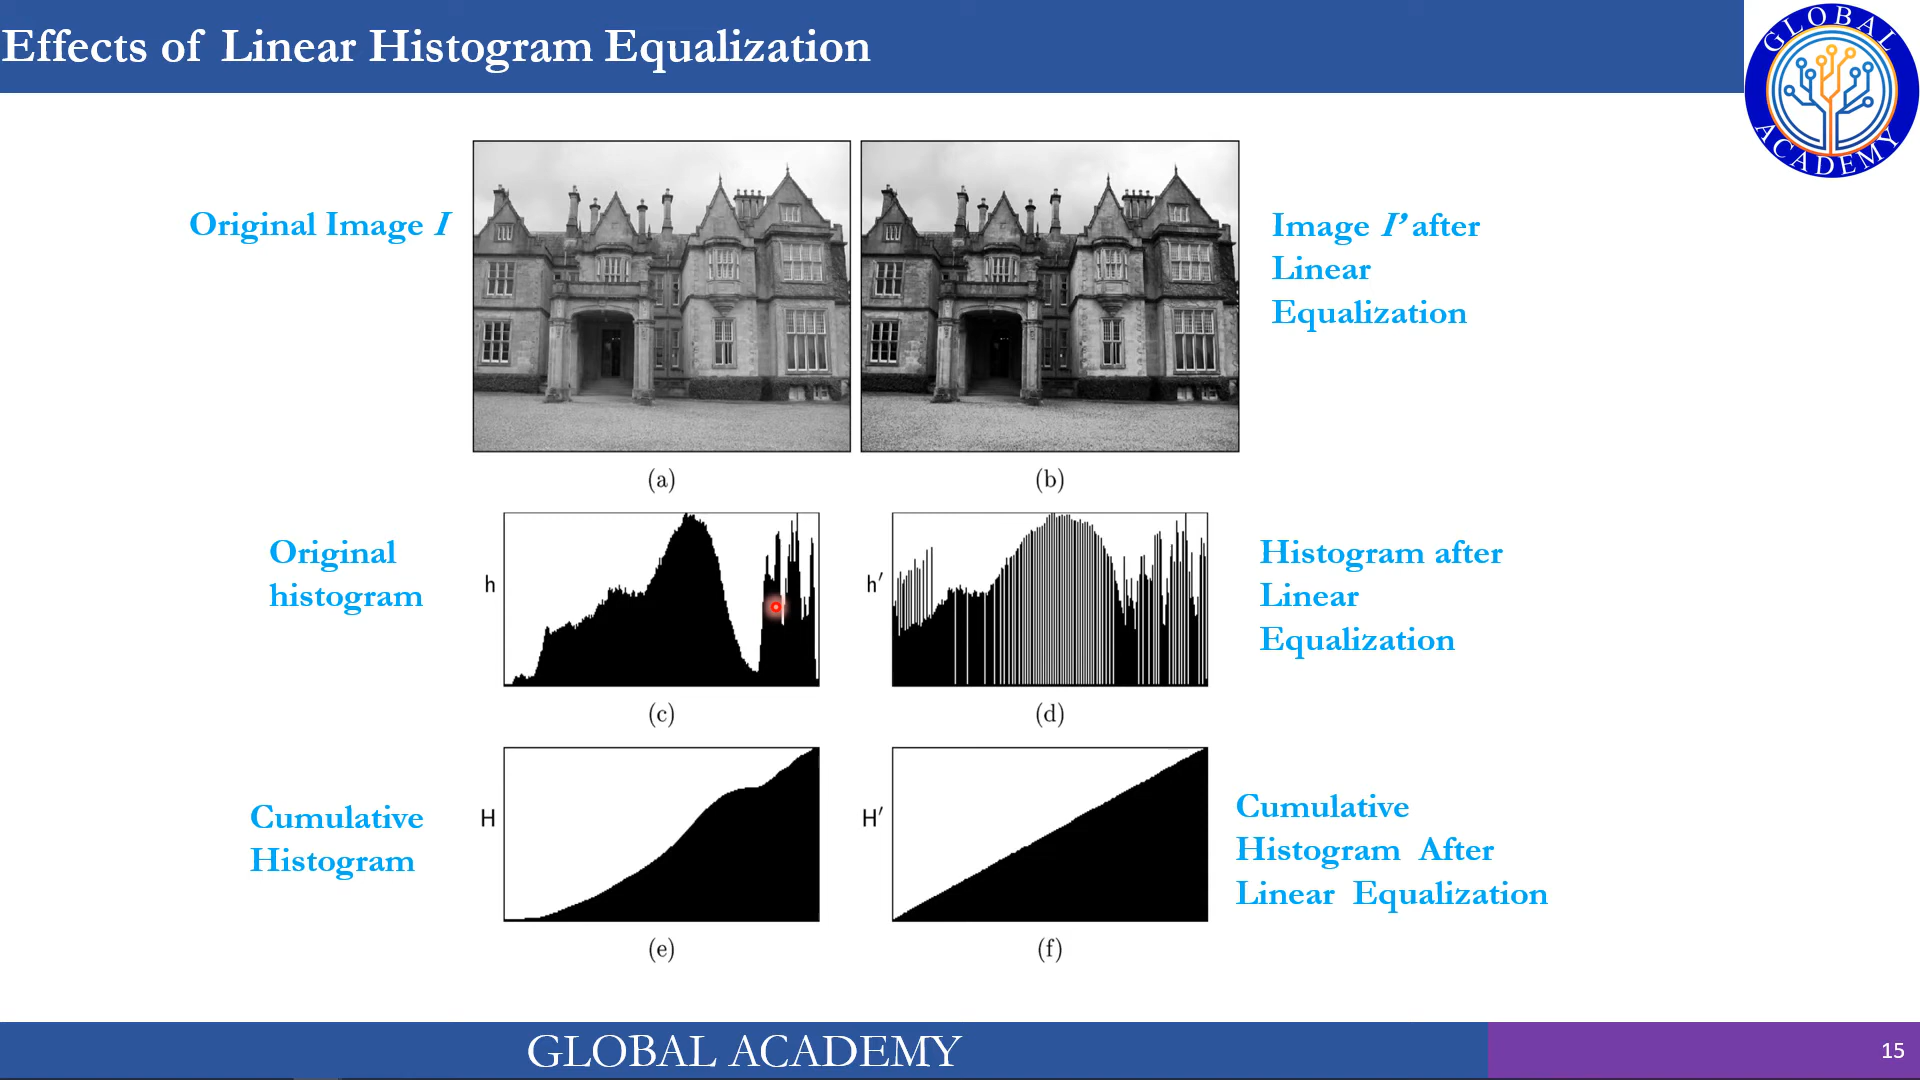 Effects of Linear Histogram Equalization
GLOBAL
ACADEMY
Original Image I
Image I’ after
Linear
Equalization
(a)
(b)
Original
histogram
h
h′
Histogram after
Linear
Equalization
(c)
(d)
Cumulative
Histogram
H
H′
Cumulative
Histogram After
Linear Equalization
(e)
(f)
GLOBAL ACADEMY
15